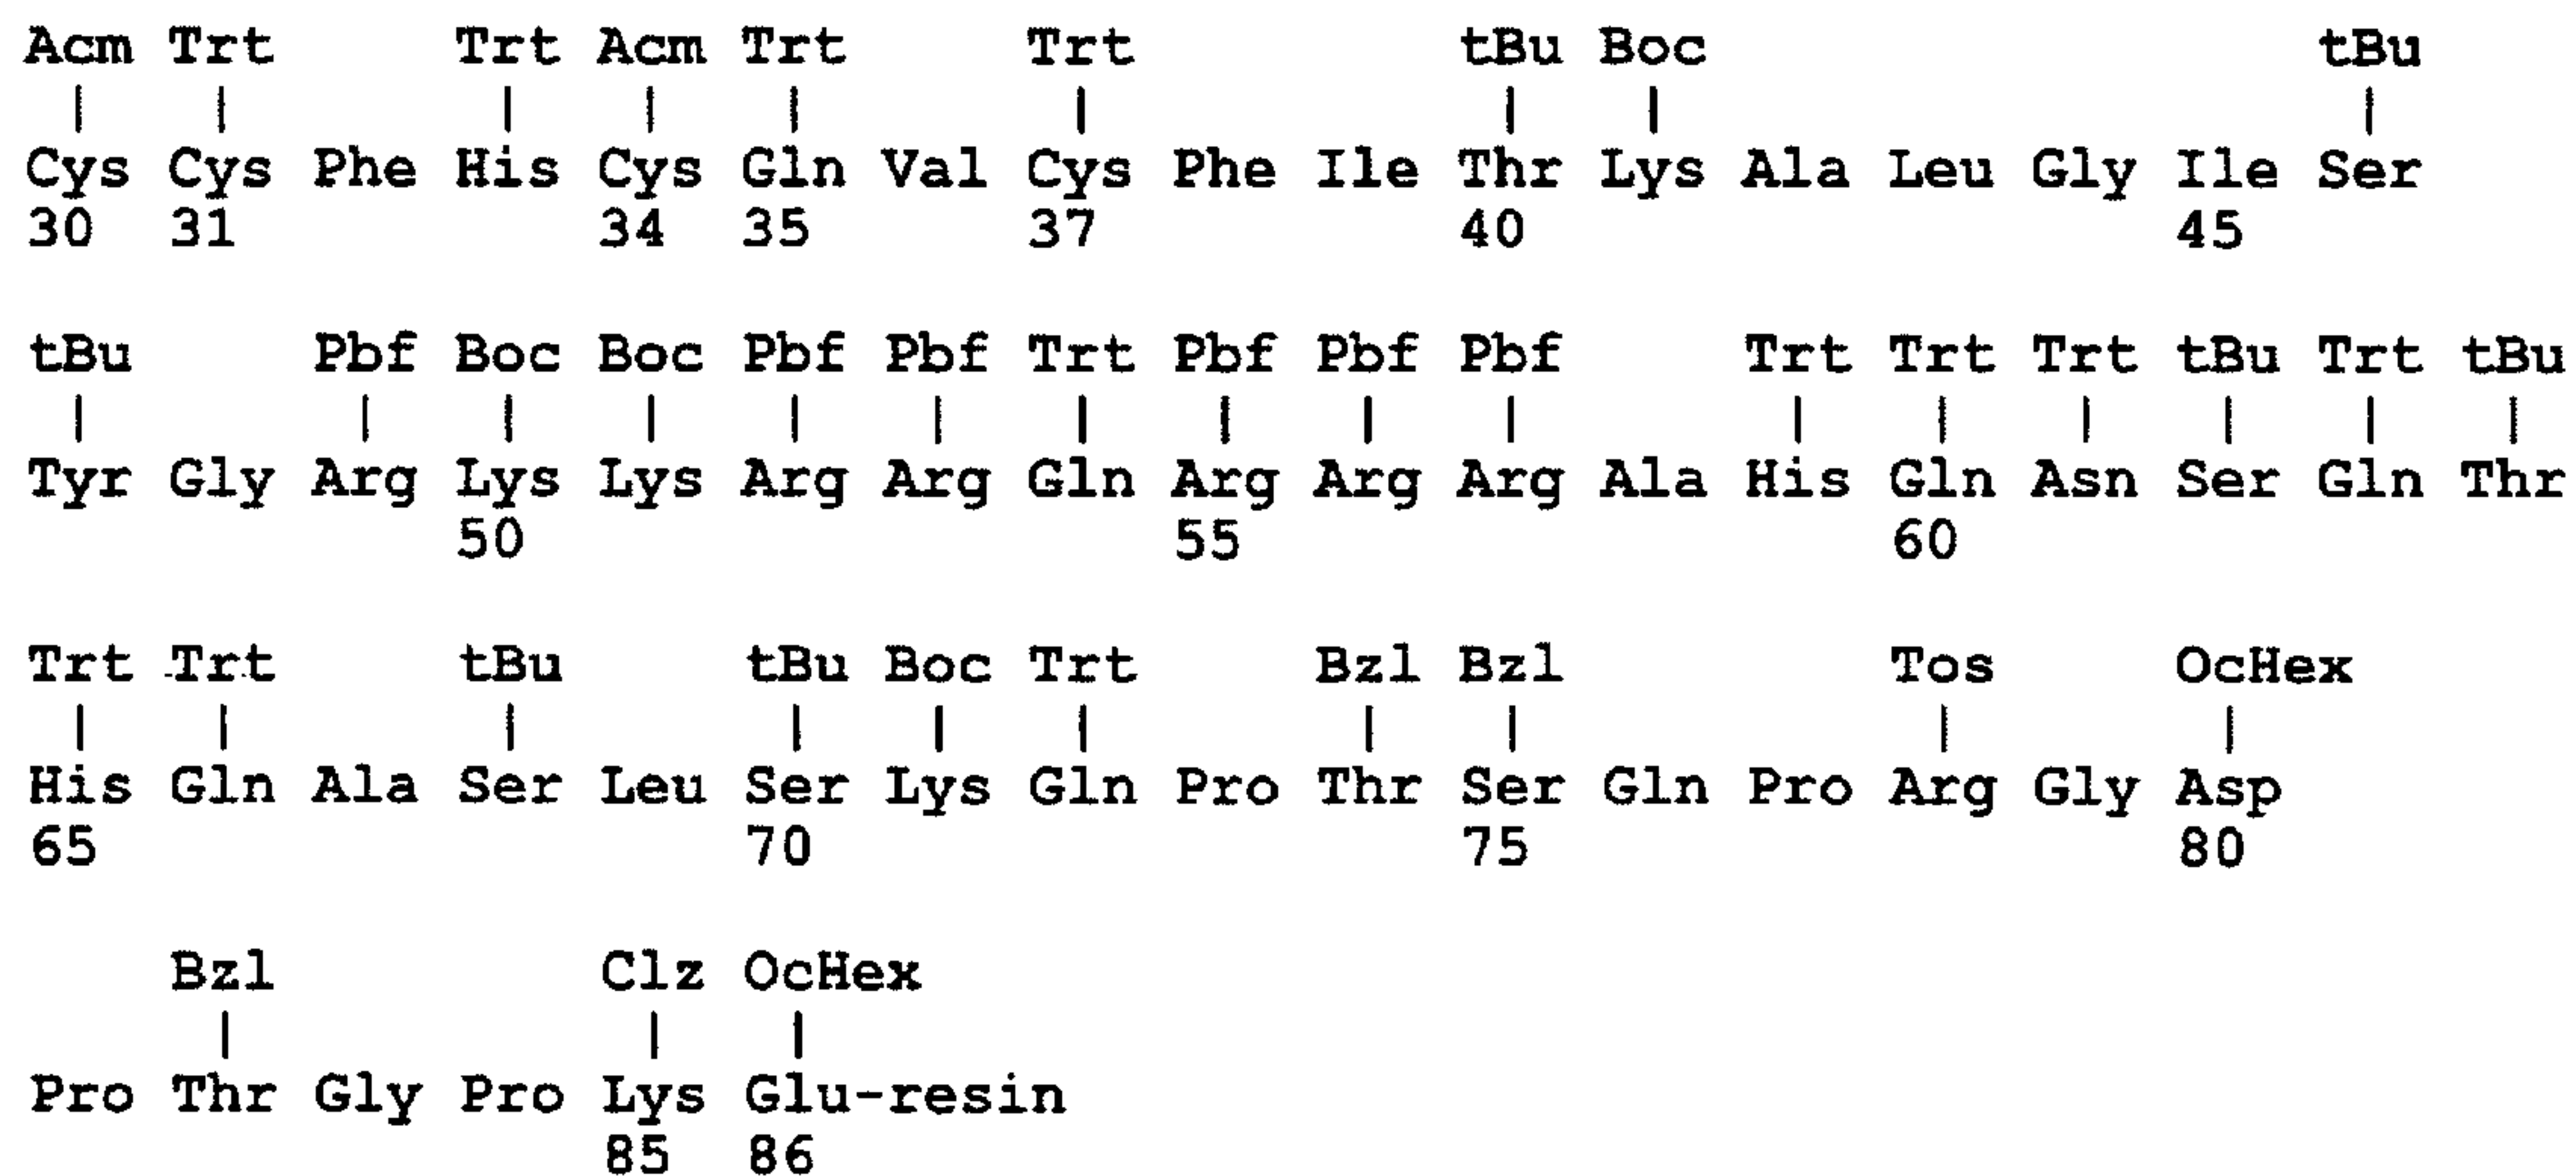 Acm Trt Trt Acm Trt Trt tBu Boc tBu
| | | | | | | | |
Cys Cys Phe His Cys Gln Val Cys Phe Ile Thr Lys Ala Leu Gly Ile Ser
30 31 34 35 37 40 45
tBu Pbf Boc Boc Pbf Pbf Trt Pbf Pbf Pbf Trt Trt Trt tBu Trt tBu
| | | | | | | | | | | | | | | |
Tyr Gly Arg Lys Lys Arg Arg Gln Arg Arg Arg Ala His Gln Asn Ser Gln Thr
50 55 60
Trt Trt tBu tBu Boc Trt Bzl Bzl Tos OcHex
| | | | | | | | | |
His Gln Ala Ser Leu Ser Lys Gln Pro Thr Ser Gln Pro Arg Gly Asp
65 70 75 80
Bzl Clz OcHex
| | |
Pro Thr Gly Pro Lys Glu-resin
85 86